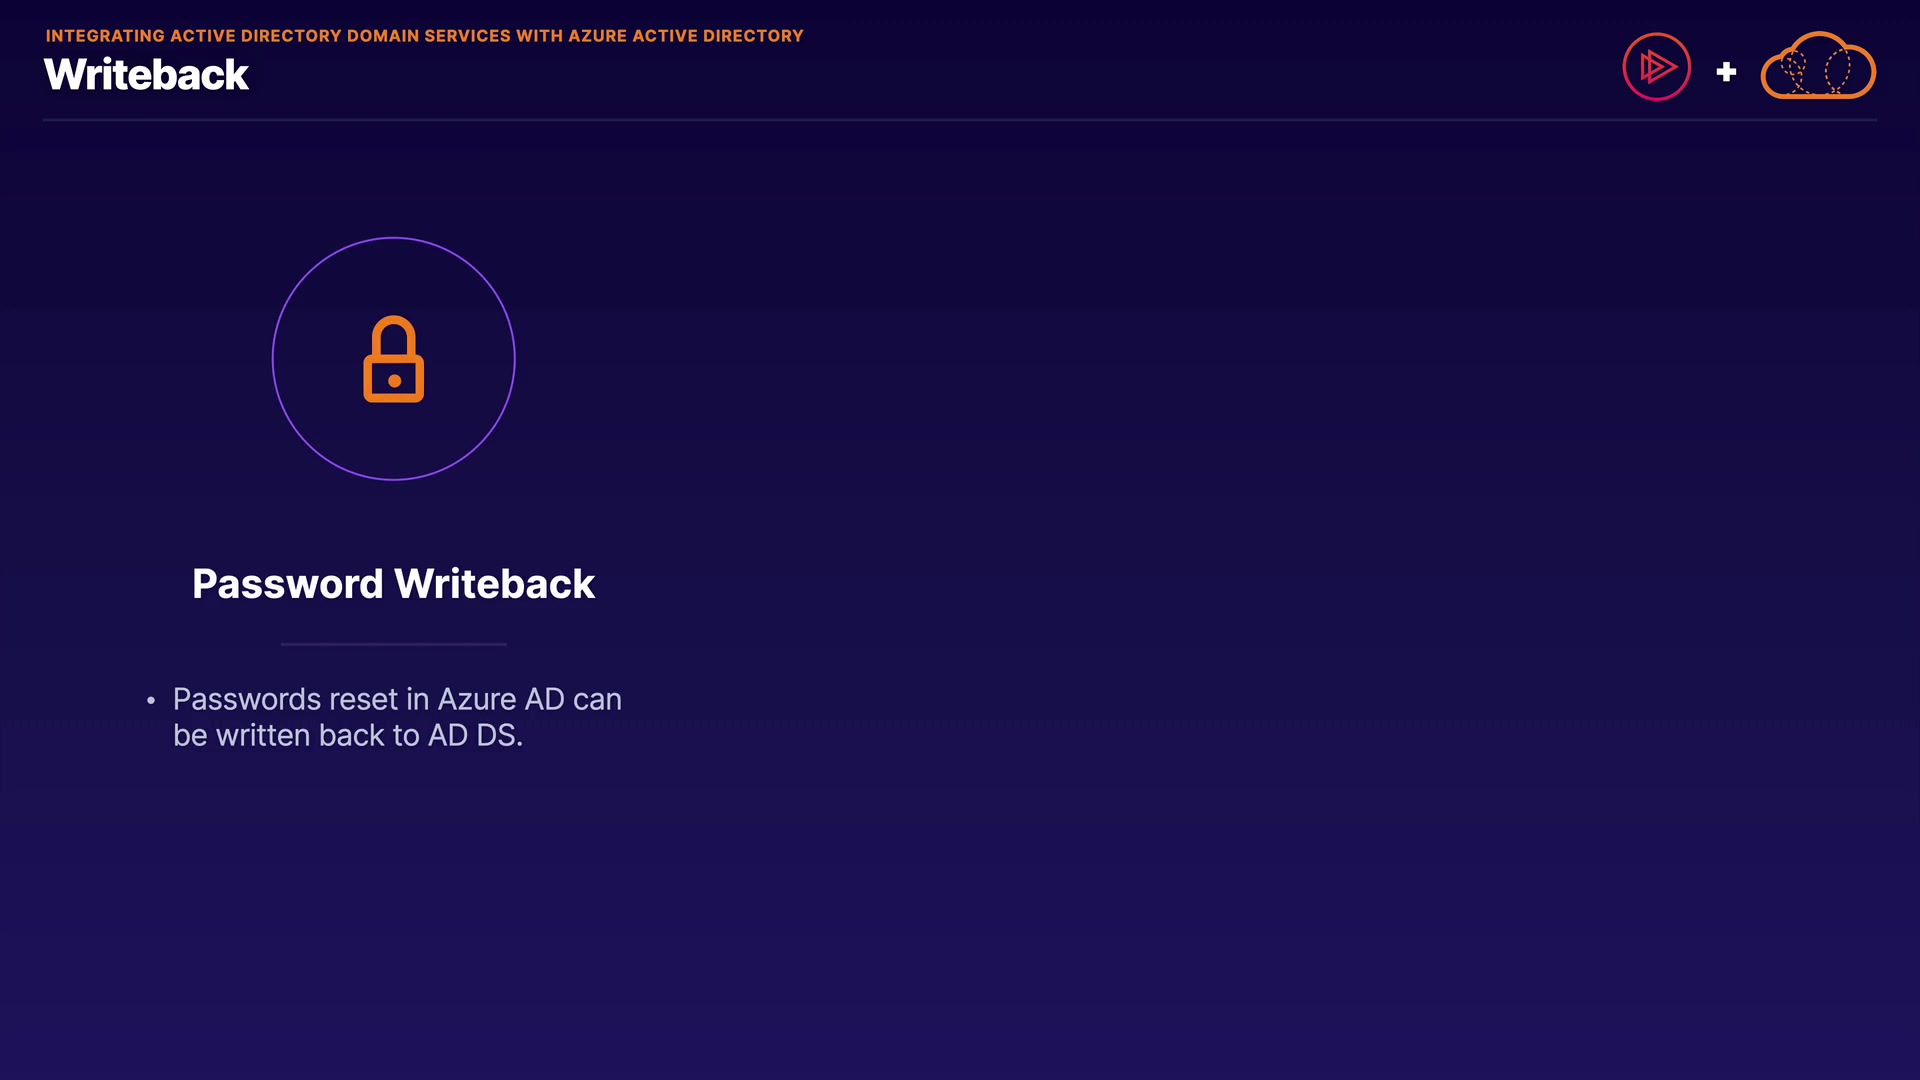 INTEGRATING ACTIVE DIRECTORY DOMAIN SERVICES WITH AZURE ACTIVE DIRECTORY
Writeback
Password Writeback
• Passwords reset in Azure AD can
be written back to AD DS.